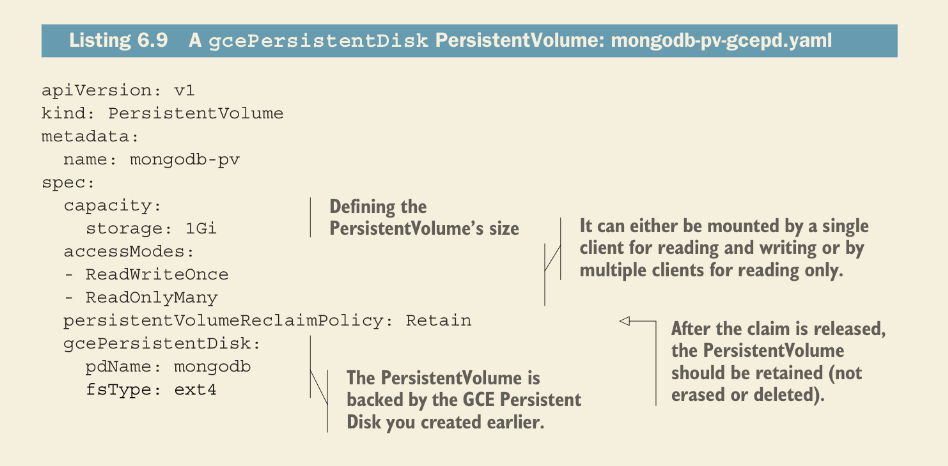 Listing 6.9 A gcePersistentDisk PersistentVolume: mongodb-pv-gcepd.yaml
apiVersion: v1
kind: PersistentVolume
metadata:
  name: mongodb-pv
spec:
  capacity:
    storage: 1Gi
  accessModes:
  - ReadWriteOnce
  - ReadOnlyMany
  persistentVolumeReclaimPolicy: Retain
  gcePersistentDisk:
    pdName: mongodb
    fsType: ext4
Defining the
PersistentVolume's size
It can either be mounted by a single
client for reading and writing or by
multiple clients for reading only.
After the claim is released,
the PersistentVolume
should be retained (not
erased or deleted).
The PersistentVolume is
backed by the GCE Persistent
Disk you created earlier.